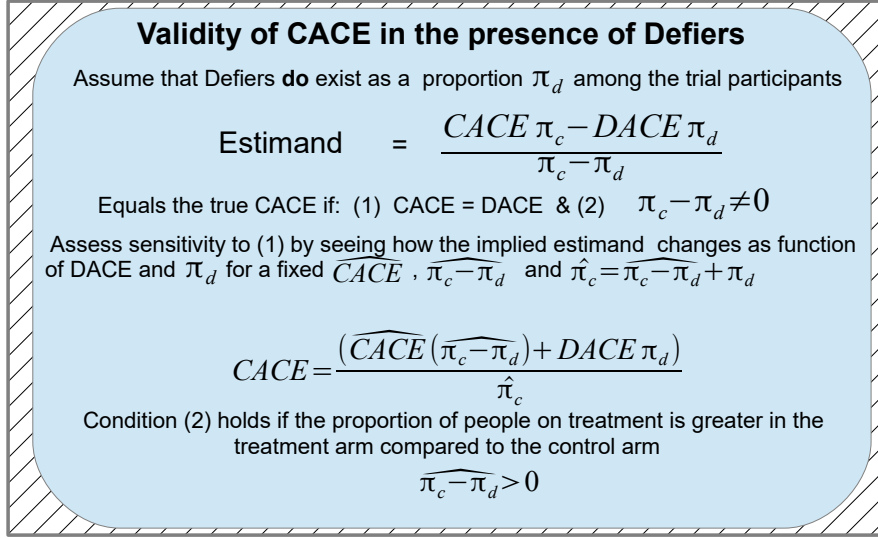 Validity of CACE in the presence of Defiers
Assume that Defiers do exist as a proportion π_d among the trial participants
Estimand = \frac{CACE π_c − DACE π_d}{π_c − π_d}
Equals the true CACE if: (1) CACE = DACE & (2) π_c − π_d ≠ 0
Assess sensitivity to (1) by seeing how the implied estimand changes as function
of DACE and π_d for a fixed \widehat{CACE} , \widehat{π_c − π_d} and \hat{π}_c = \widehat{π_c − π_d} + π_d
CACE = \frac{(\widehat{CACE}(\widehat{π_c − π_d}) + DACE π_d)}{\hat{π}_c}
Condition (2) holds if the proportion of people on treatment is greater in the
treatment arm compared to the control arm
\widehat{π_c − π_d} > 0